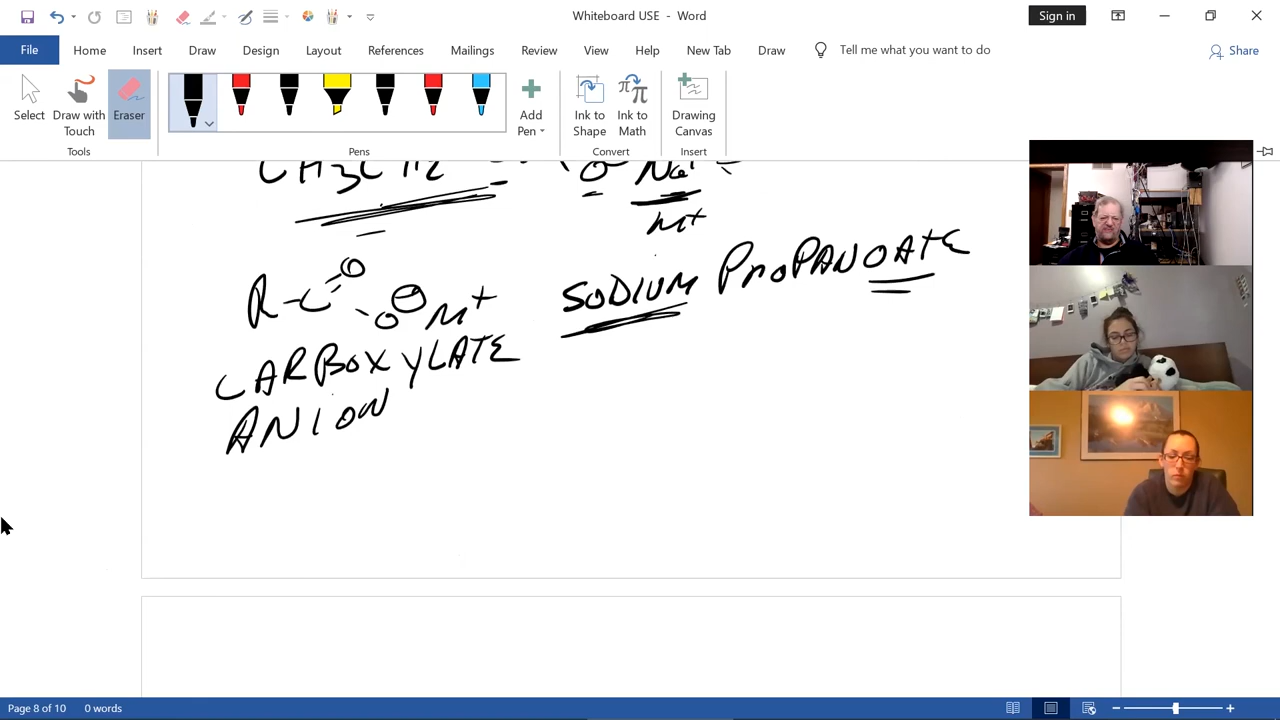 Whiteboard USE - Word
Sign in
File Home Insert Draw Design Layout References Mailings Review View Help New Tab Draw Tell me what you want to do Share
Select Draw with Touch Eraser Add Pen Ink to Shape Ink to Math Drawing Canvas
Tools Pens Convert Insert
CH3CH2 O Na+
M+
R-C O
O M+
SODIUM PROPANOATE
CARBOXYLATE
ANION
Page 8 of 10 0 words